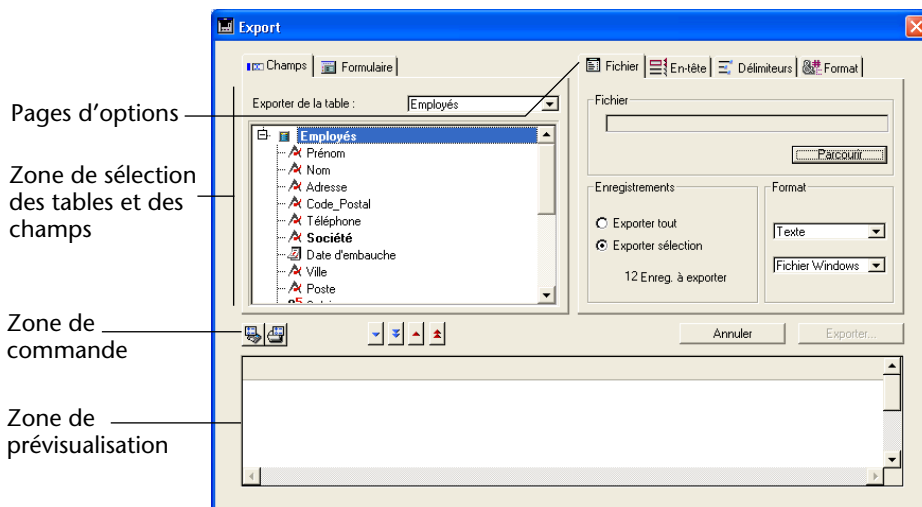 Export
Champs
Formulaire
Fichier
En-tête
Délimiteurs
Format
Pages d'options
Exporter de la table :
Employés
Fichier
Parcourir...
Zone de sélection
des tables et des
champs
Employés
Prénom
Nom
Adresse
Code_Postal
Téléphone
Société
Date d'embauche
Ville
Poste
Enregistrements
Exporter tout
Exporter sélection
12 Enreg. à exporter
Format
Texte
Fichier Windows
Zone de
commande
Annuler
Exporter...
Zone de
prévisualisation